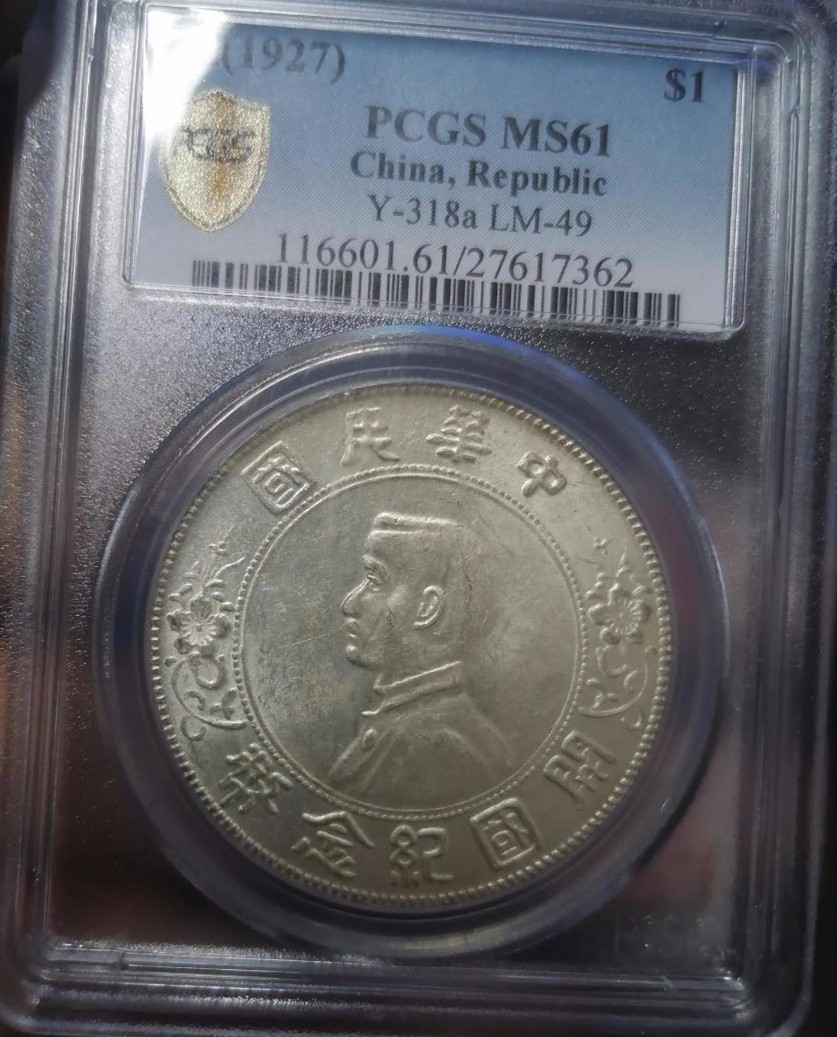 (1927) $1
PCGS
PCGS MS61
China, Republic
Y-318a LM-49
116601.61/27617362
中華民國
開國紀念幣